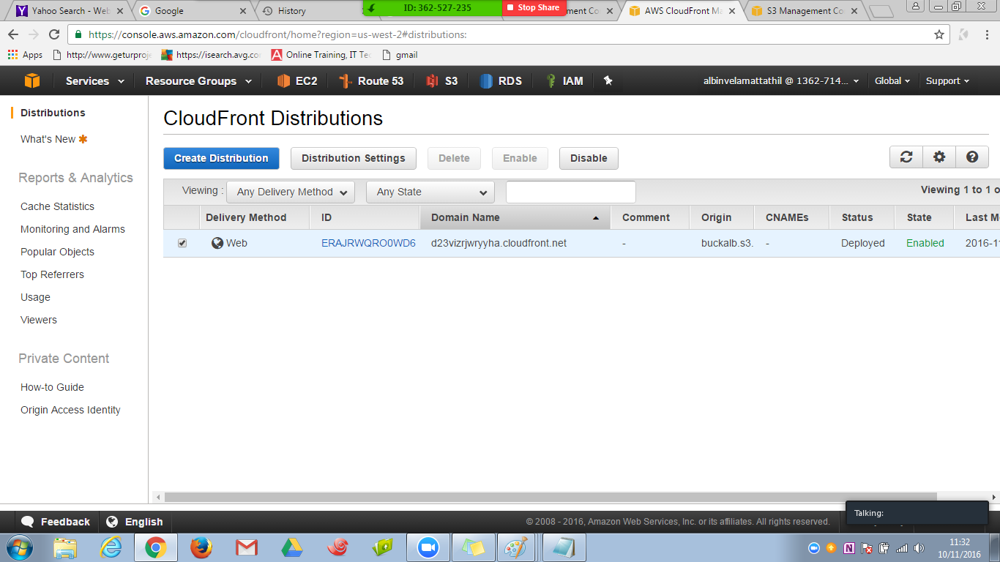 Yahoo Search - Web
Google
History
ID: 362-527-235
Stop Share
ment Co
AWS CloudFront Ma
S3 Management Co
https://console.aws.amazon.com/cloudfront/home?region=us-west-2#distributions:
Apps
http://www.geturproje
https://isearch.avg.co
Online Training, IT Tec
gmail
Services
Resource Groups
EC2
Route 53
S3
RDS
IAM
albinvelamattathil @ 1362-714...
Global
Support
Distributions
What's New
Reports & Analytics
Cache Statistics
Monitoring and Alarms
Popular Objects
Top Referrers
Usage
Viewers
Private Content
How-to Guide
Origin Access Identity
CloudFront Distributions
Create Distribution
Distribution Settings
Delete
Enable
Disable
Viewing :
Any Delivery Method
Any State
Viewing 1 to 1 o
Delivery Method
ID
Domain Name
Comment
Origin
CNAMEs
Status
State
Last M
Web
ERAJRWQRO0WD6
d23vizrjwryyha.cloudfront.net
-
buckalb.s3.
-
Deployed
Enabled
2016-11
Talking:
Feedback
English
© 2008 - 2016, Amazon Web Services, Inc. or its affiliates. All rights reserved.
11:32
10/11/2016